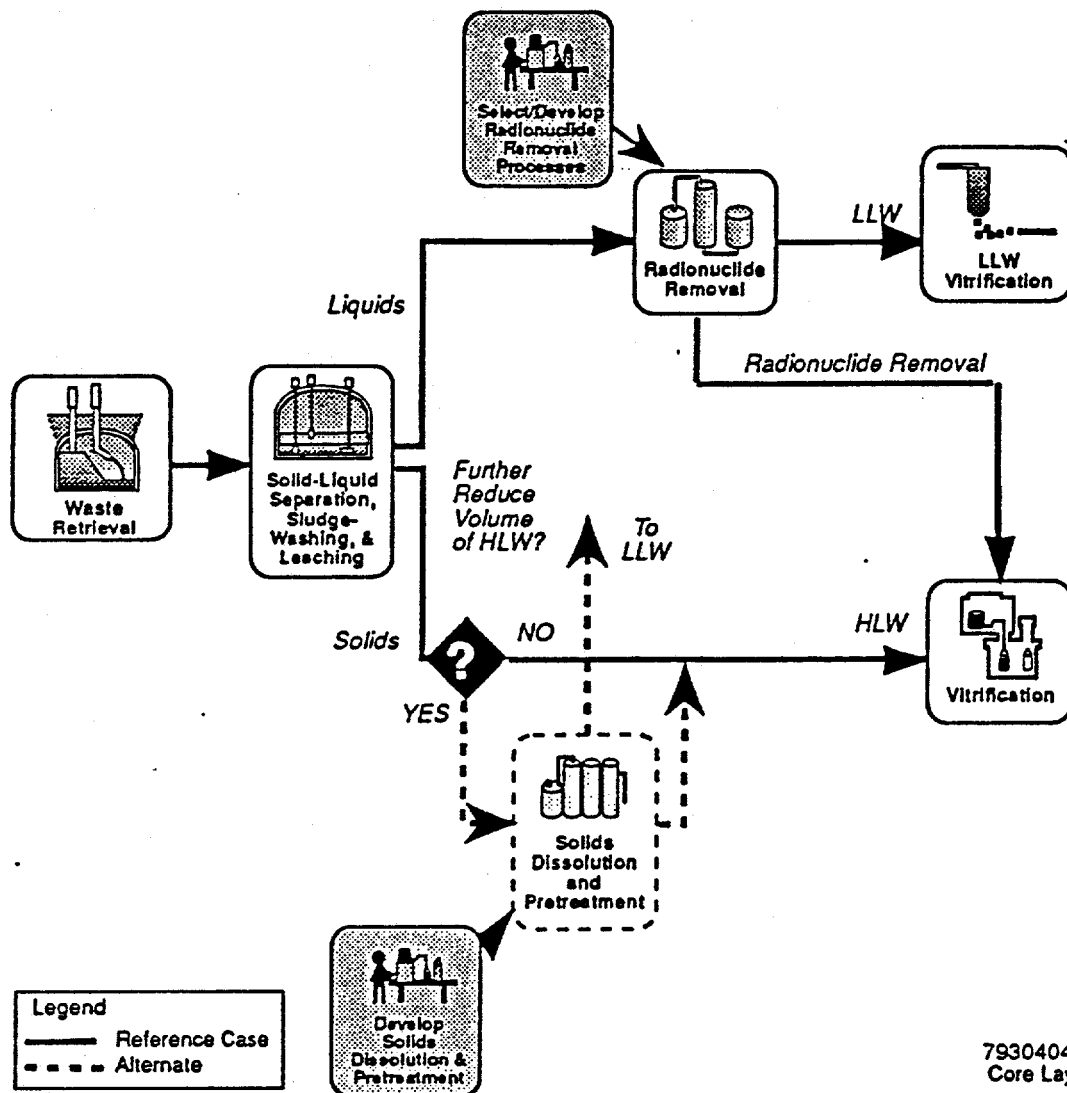 Select/Develop
Radionuclide
Removal
Processes
Radionuclide
Removal
LLW
LLW
Vitrification
Liquids
Radionuclide Removal
Waste
Retrieval
Solid-Liquid
Separation,
Sludge-
Washing, &
Leaching
Further
Reduce
Volume
of HLW?
To
LLW
Solids
?
NO
HLW
Vitrification
YES
Solids
Dissolution
and
Pretreatment
Develop
Solids
Dissolution &
Pretreatment
Legend
Reference Case
Alternate
7930404
Core Lay